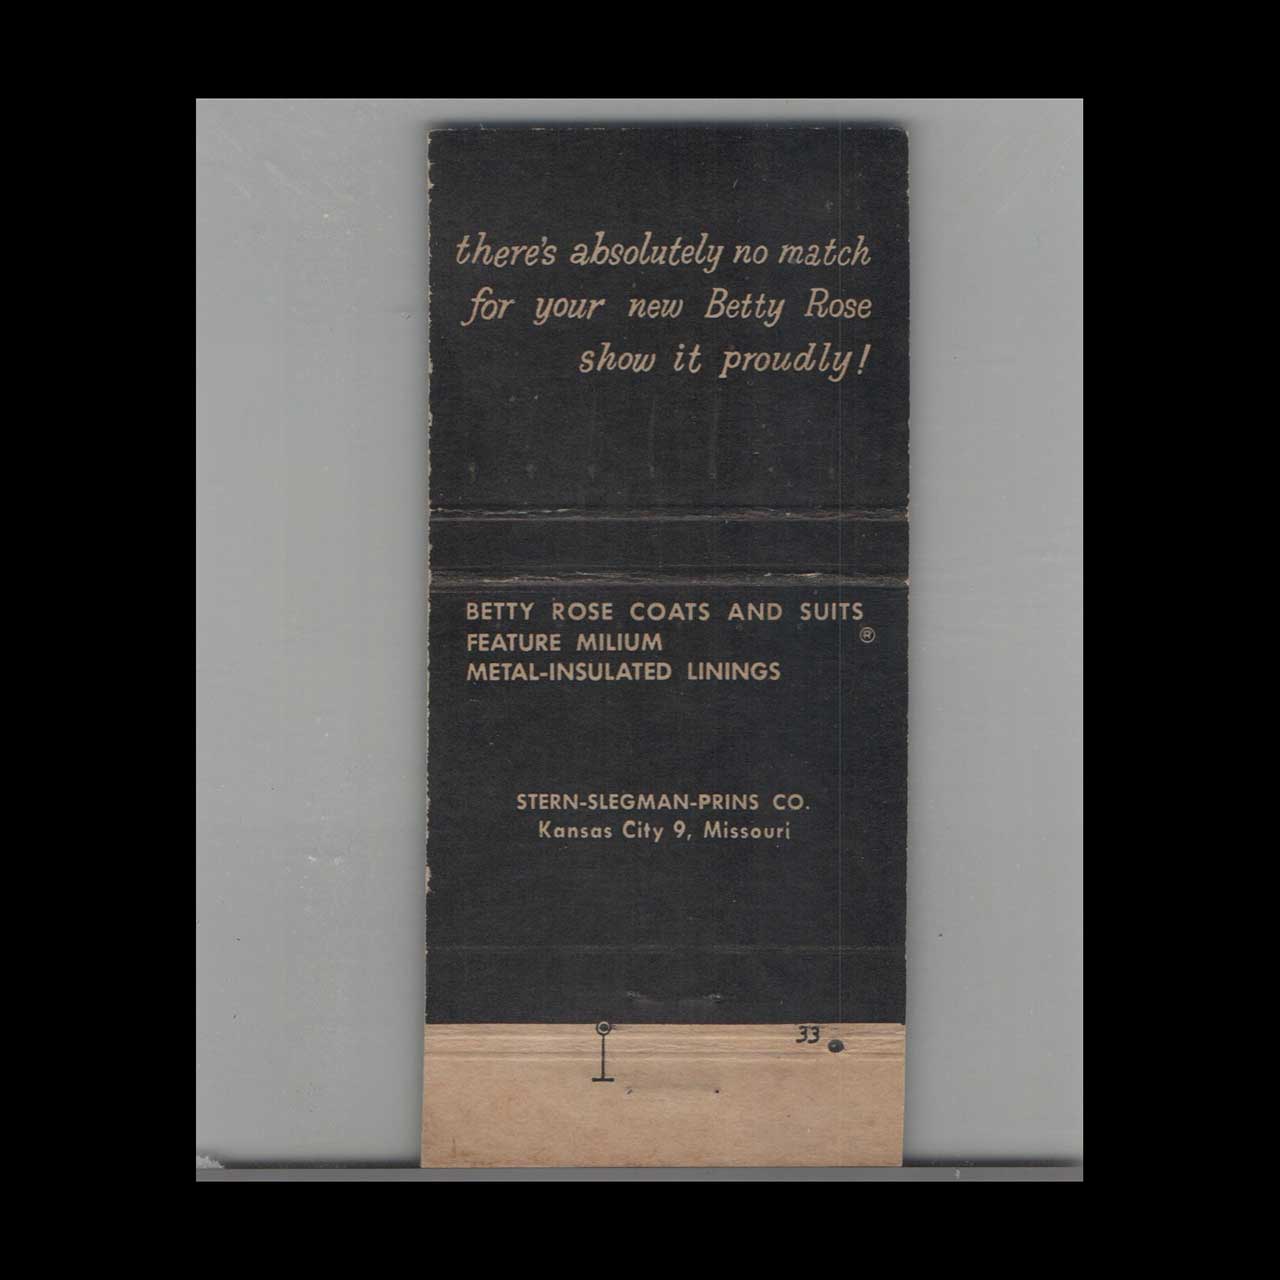 there's absolutely no match
for your new Betty Rose
show it proudly!
BETTY ROSE COATS AND SUITS
®
FEATURE MILIUM
METAL-INSULATED LININGS
STERN-SLEGMAN-PRINS CO.
Kansas City 9, Missouri
33